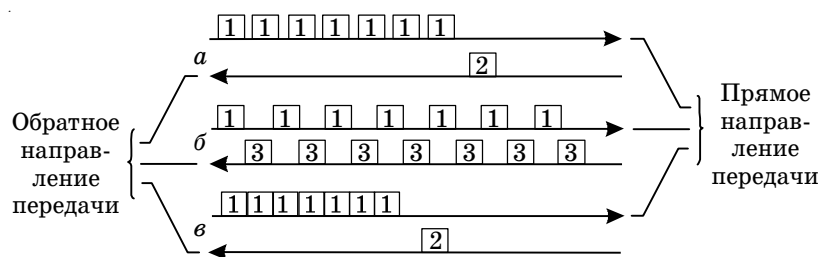 1 1 1 1 1 1 1
а
2
Обратное
направ-
ление
передачи
1 1 1 1 1 1 1
б
3 3 3 3 3 3 3
Прямое
направ-
ление
передачи
1 1 1 1 1 1 1
в
2